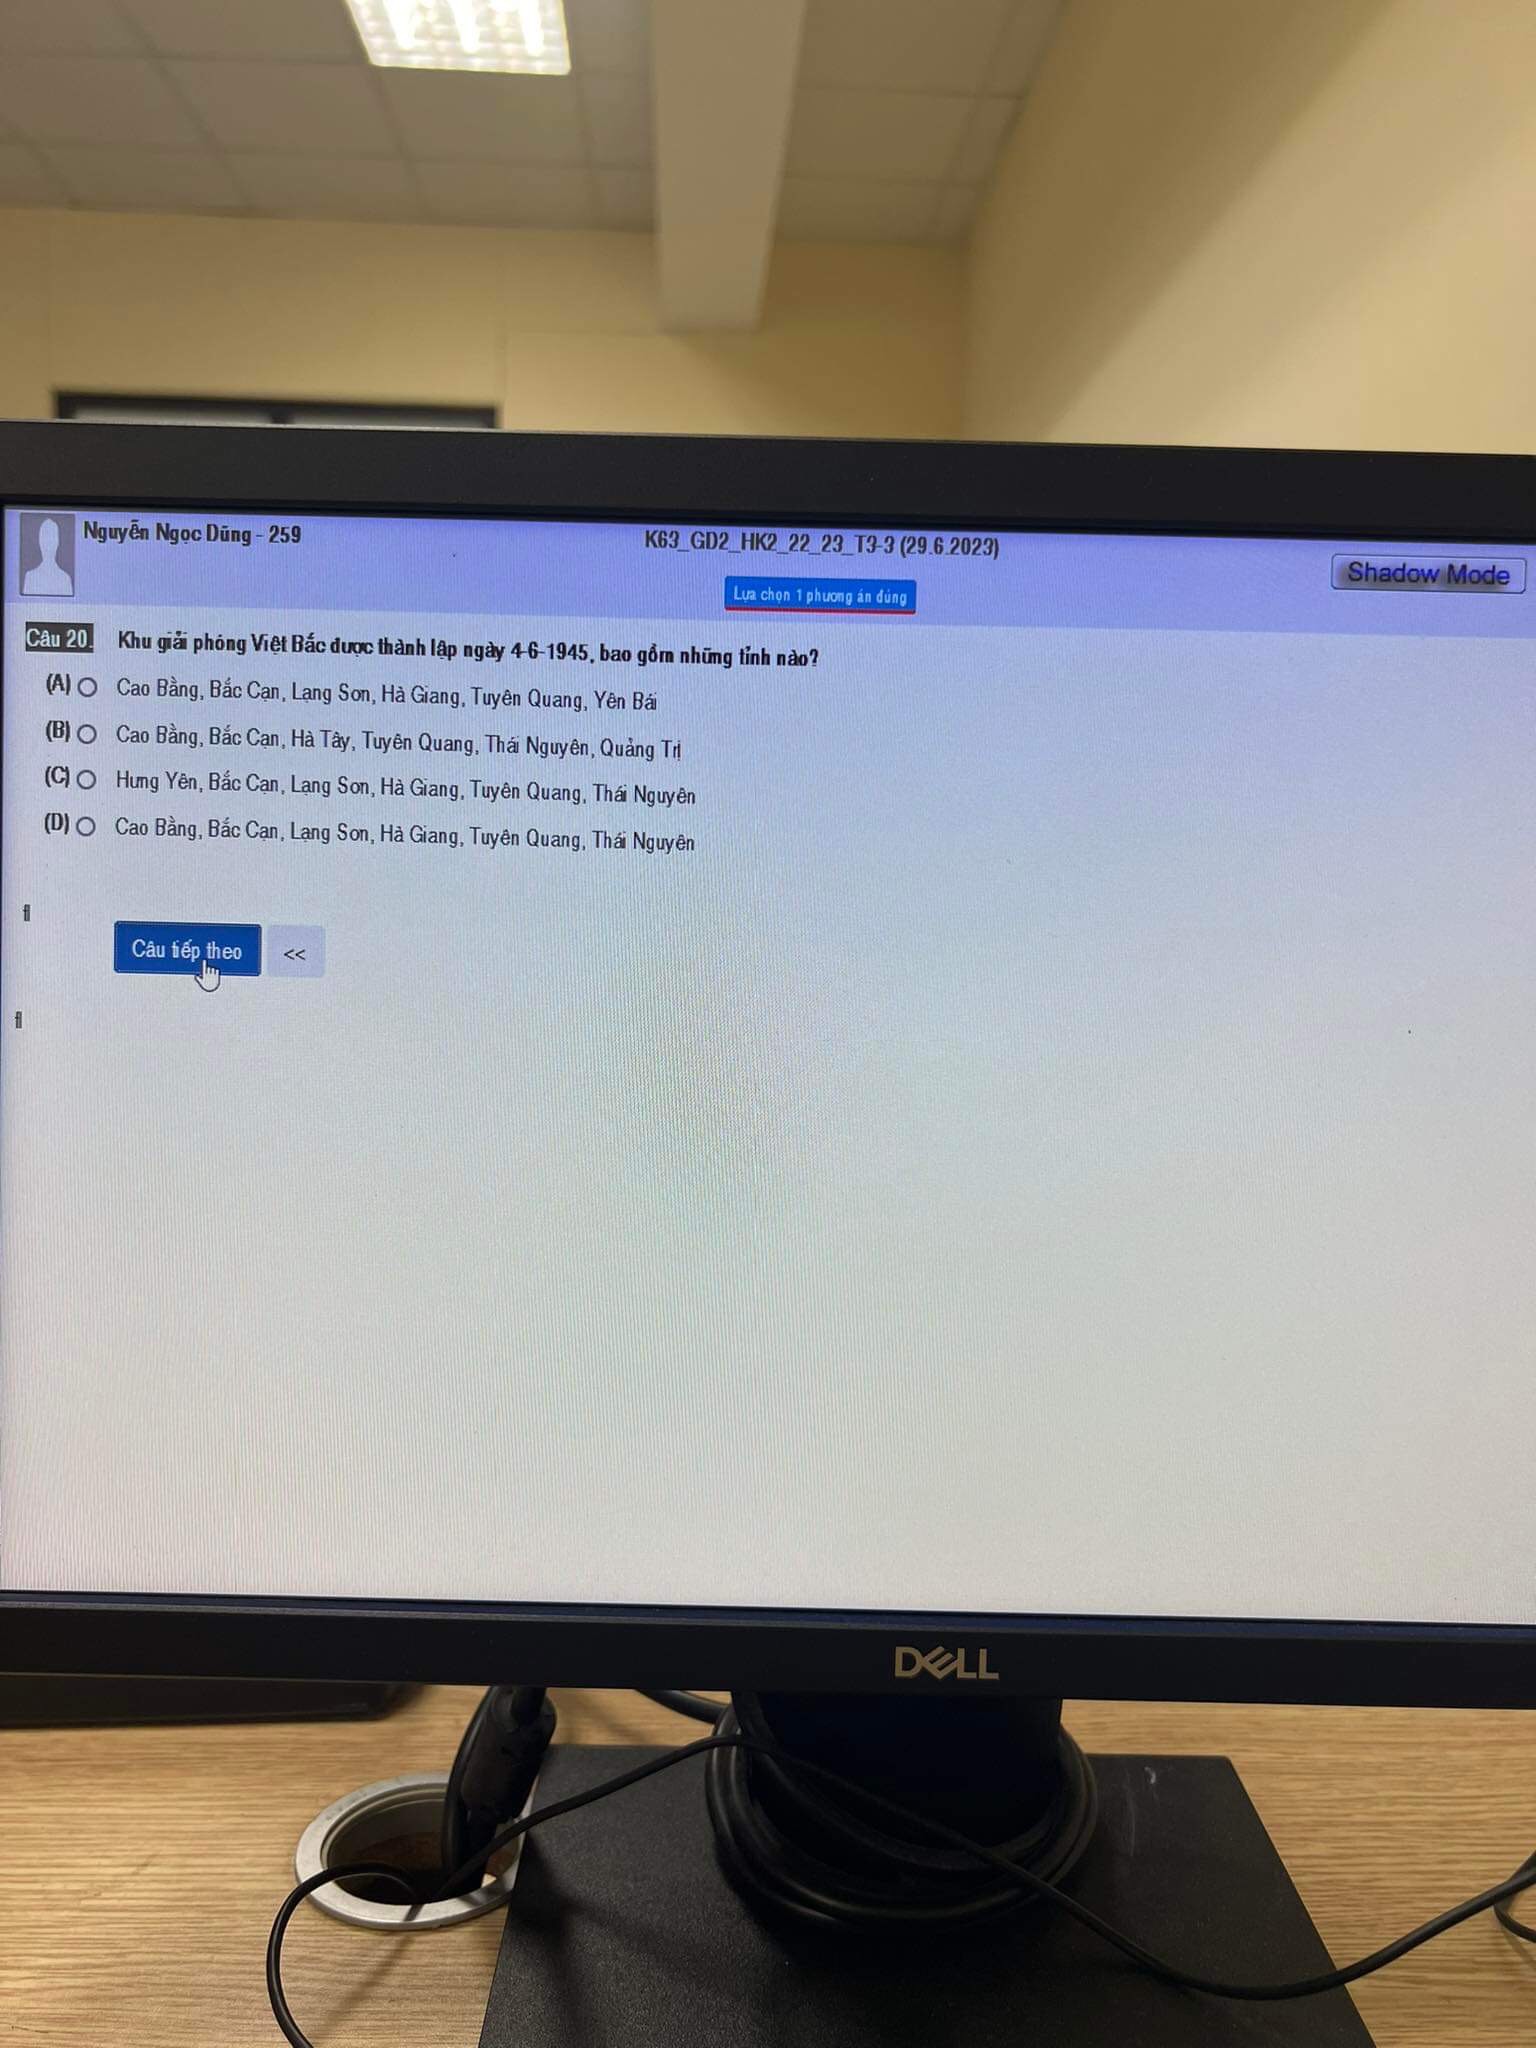 Nguyễn Ngọc Dũng - 259
K63_GD2_HK2_22_23_T3-3 (29.6.2023)
Shadow Mode
Lựa chọn 1 phương án đúng
Câu 20. Khu giải phóng Việt Bắc được thành lập ngày 4-6-1945, bao gồm những tỉnh nào?
(A) Cao Bằng, Bắc Cạn, Lạng Sơn, Hà Giang, Tuyên Quang, Yên Bái
(B) Cao Bằng, Bắc Cạn, Hà Tây, Tuyên Quang, Thái Nguyên, Quảng Trị
(C) Hưng Yên, Bắc Cạn, Lạng Sơn, Hà Giang, Tuyên Quang, Thái Nguyên
(D) Cao Bằng, Bắc Cạn, Lạng Sơn, Hà Giang, Tuyên Quang, Thái Nguyên
Câu tiếp theo <<
DELL